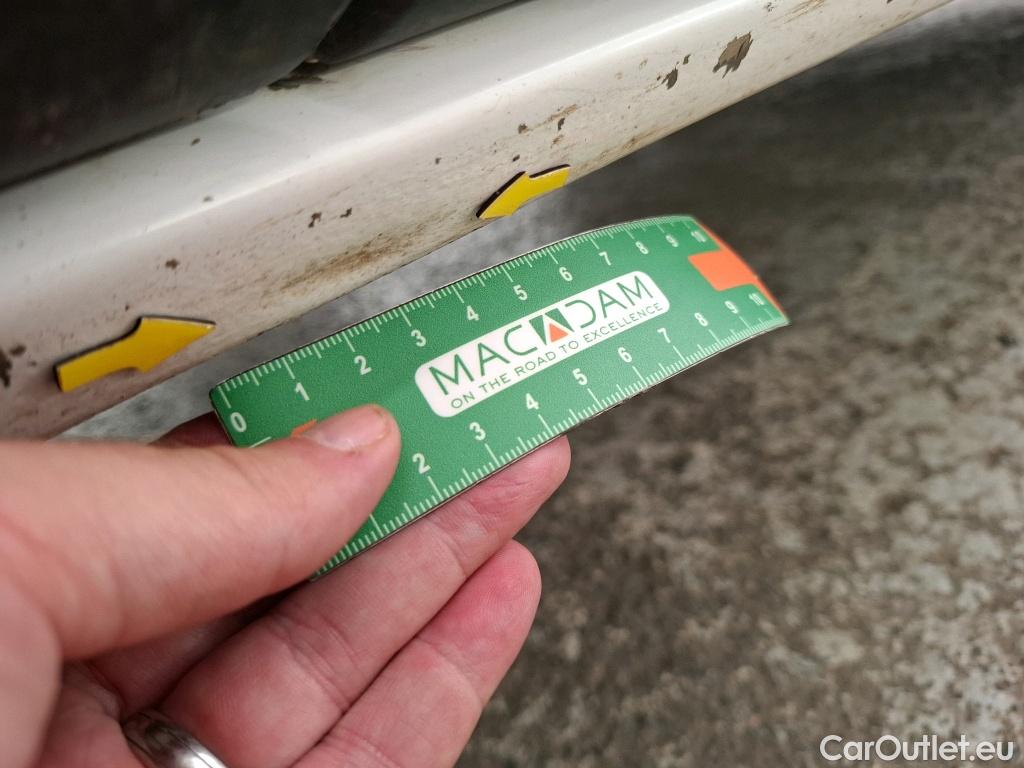 0 1 2 3 4 5 6 7 8 9 10
MACADAM
ON THE ROAD TO EXCELLENCE
2 3 4 5 6 7 8 9 10
CarOutlet.eu